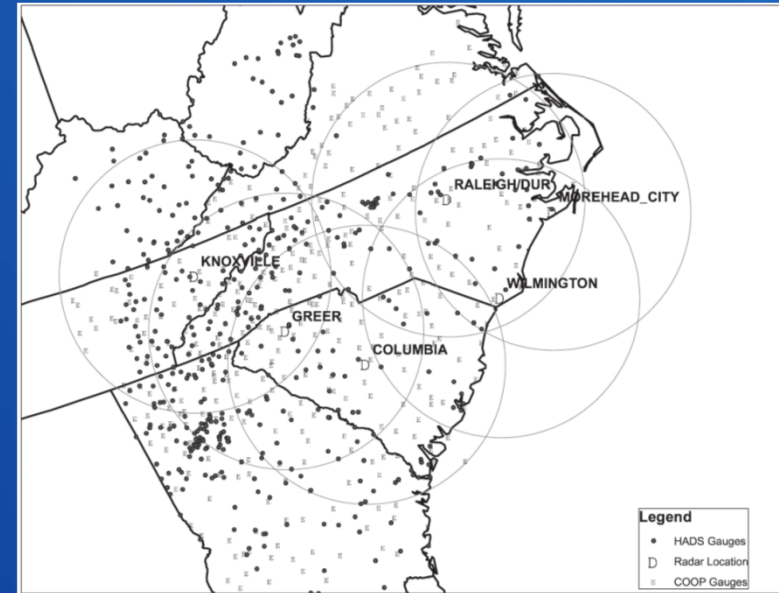 RALEIGH/DUR
MOREHEAD_CITY
KNOXVILLE
WILMINGTON
GREER
COLUMBIA
Legend
HADS Gauges
D Radar Location
E COOP Gauges